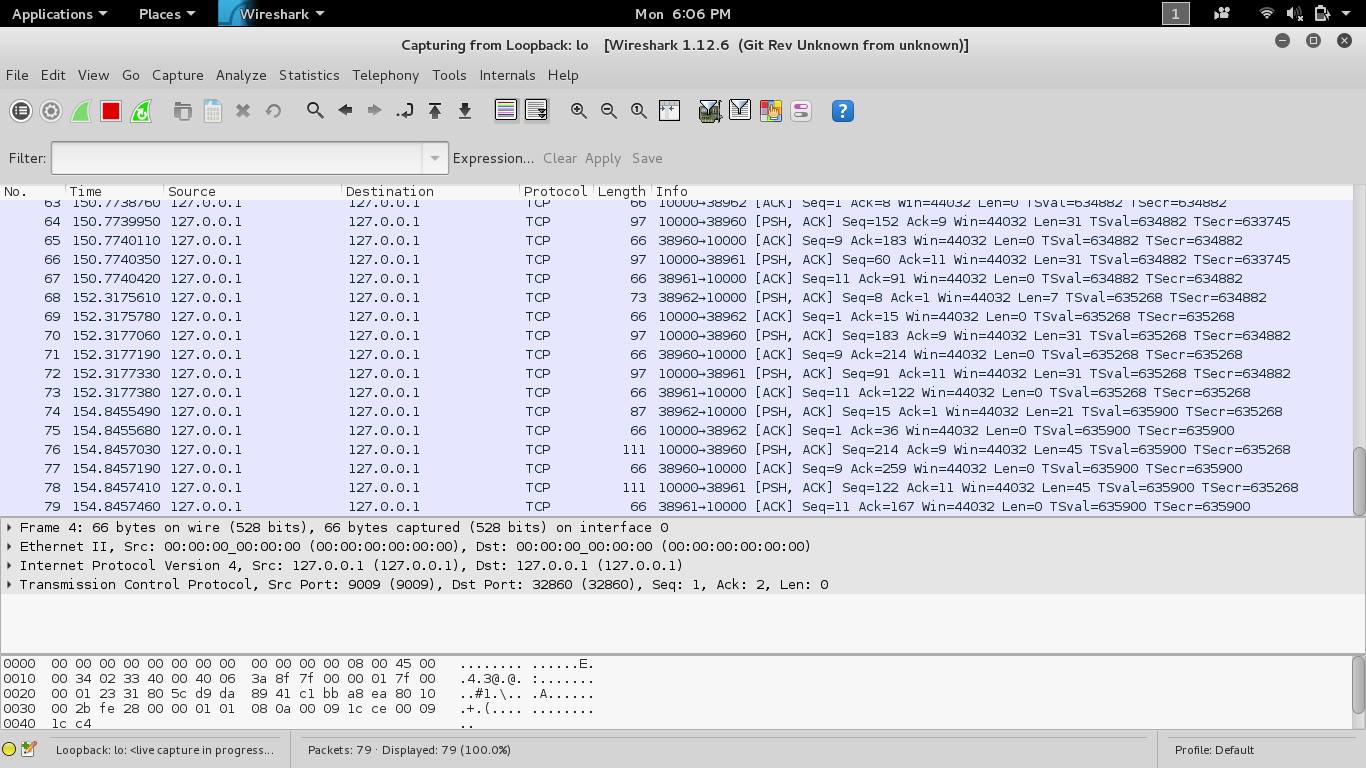 Applications Places Wireshark Mon 6:06 PM 1
Capturing from Loopback: lo [Wireshark 1.12.6 (Git Rev Unknown from unknown)]
File Edit View Go Capture Analyze Statistics Telephony Tools Internals Help
Filter: Expression... Clear Apply Save
No. Time Source Destination Protocol Length Info
63 150.7738760 127.0.0.1 127.0.0.1 TCP 66 10000→38962 [ACK] Seq=1 Ack=8 Win=44032 Len=0 TSval=634882 TSecr=634882
64 150.7739950 127.0.0.1 127.0.0.1 TCP 97 10000→38960 [PSH, ACK] Seq=152 Ack=9 Win=44032 Len=31 TSval=634882 TSecr=633745
65 150.7740110 127.0.0.1 127.0.0.1 TCP 66 38960→10000 [ACK] Seq=9 Ack=183 Win=44032 Len=0 TSval=634882 TSecr=634882
66 150.7740350 127.0.0.1 127.0.0.1 TCP 97 10000→38961 [PSH, ACK] Seq=60 Ack=11 Win=44032 Len=31 TSval=634882 TSecr=633745
67 150.7740420 127.0.0.1 127.0.0.1 TCP 66 38961→10000 [ACK] Seq=11 Ack=91 Win=44032 Len=0 TSval=634882 TSecr=634882
68 152.3175610 127.0.0.1 127.0.0.1 TCP 73 38962→10000 [PSH, ACK] Seq=8 Ack=1 Win=44032 Len=7 TSval=635268 TSecr=634882
69 152.3175780 127.0.0.1 127.0.0.1 TCP 66 10000→38962 [ACK] Seq=1 Ack=15 Win=44032 Len=0 TSval=635268 TSecr=635268
70 152.3177060 127.0.0.1 127.0.0.1 TCP 97 10000→38960 [PSH, ACK] Seq=183 Ack=9 Win=44032 Len=31 TSval=635268 TSecr=634882
71 152.3177190 127.0.0.1 127.0.0.1 TCP 66 38960→10000 [ACK] Seq=9 Ack=214 Win=44032 Len=0 TSval=635268 TSecr=635268
72 152.3177330 127.0.0.1 127.0.0.1 TCP 97 10000→38961 [PSH, ACK] Seq=91 Ack=11 Win=44032 Len=31 TSval=635268 TSecr=634882
73 152.3177380 127.0.0.1 127.0.0.1 TCP 66 38961→10000 [ACK] Seq=11 Ack=122 Win=44032 Len=0 TSval=635268 TSecr=635268
74 154.8455490 127.0.0.1 127.0.0.1 TCP 87 38962→10000 [PSH, ACK] Seq=15 Ack=1 Win=44032 Len=21 TSval=635900 TSecr=635268
75 154.8455680 127.0.0.1 127.0.0.1 TCP 66 10000→38962 [ACK] Seq=1 Ack=36 Win=44032 Len=0 TSval=635900 TSecr=635900
76 154.8457030 127.0.0.1 127.0.0.1 TCP 111 10000→38960 [PSH, ACK] Seq=214 Ack=9 Win=44032 Len=45 TSval=635900 TSecr=635268
77 154.8457190 127.0.0.1 127.0.0.1 TCP 66 38960→10000 [ACK] Seq=9 Ack=259 Win=44032 Len=0 TSval=635900 TSecr=635900
78 154.8457410 127.0.0.1 127.0.0.1 TCP 111 10000→38961 [PSH, ACK] Seq=122 Ack=11 Win=44032 Len=45 TSval=635900 TSecr=635268
79 154.8457460 127.0.0.1 127.0.0.1 TCP 66 38961→10000 [ACK] Seq=11 Ack=167 Win=44032 Len=0 TSval=635900 TSecr=635900
Frame 4: 66 bytes on wire (528 bits), 66 bytes captured (528 bits) on interface 0
Ethernet II, Src: 00:00:00_00:00:00 (00:00:00:00:00:00), Dst: 00:00:00_00:00:00 (00:00:00:00:00:00)
Internet Protocol Version 4, Src: 127.0.0.1 (127.0.0.1), Dst: 127.0.0.1 (127.0.0.1)
Transmission Control Protocol, Src Port: 9009 (9009), Dst Port: 32860 (32860), Seq: 1, Ack: 2, Len: 0
0000 00 00 00 00 00 00 00 00 00 00 00 00 08 00 45 00 ........ ......E.
0010 00 34 02 33 40 00 40 06 3a 8f 7f 00 00 01 7f 00 .4.3@.@. :.......
0020 00 01 23 31 80 5c d9 da 89 41 c1 bb a8 ea 80 10 ..#1.\.. .A......
0030 00 2b fe 28 00 00 01 01 08 0a 00 09 1c ce 00 09 .+.(.... ........
0040 1c c4 ..
Loopback: lo: <live capture in progress... Packets: 79 · Displayed: 79 (100.0%) Profile: Default